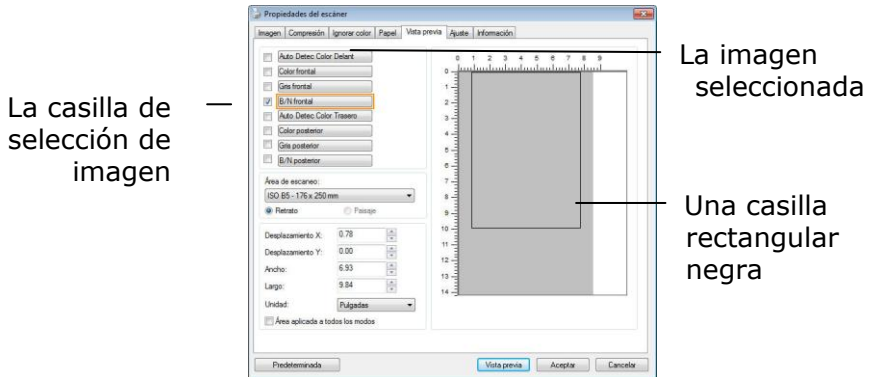 Propiedades del escáner
Imagen Compresión Ignorar color Papel Vista previa Ajuste Información
Auto Detec Color Delant
Color frontal
Gris frontal
B/N frontal
Auto Detec Color Trasero
Color posterior
Gris posterior
B/N posterior
Área de escaneo:
ISO B5 - 176 x 250 mm
Retrato Paisaje
Desplazamiento X: 0.78
Desplazamiento Y: 0.00
Ancho: 6.93
Largo: 9.84
Unidad: Pulgadas
Área aplicada a todos los modos
0 1 2 3 4 5 6 7 8 9
0
1
2
3
4
5
6
7
8
9
10
11
12
13
14
Predeterminada Vista previa Aceptar Cancelar
La casilla de
selección de
imagen
La imagen
seleccionada
Una casilla
rectangular
negra